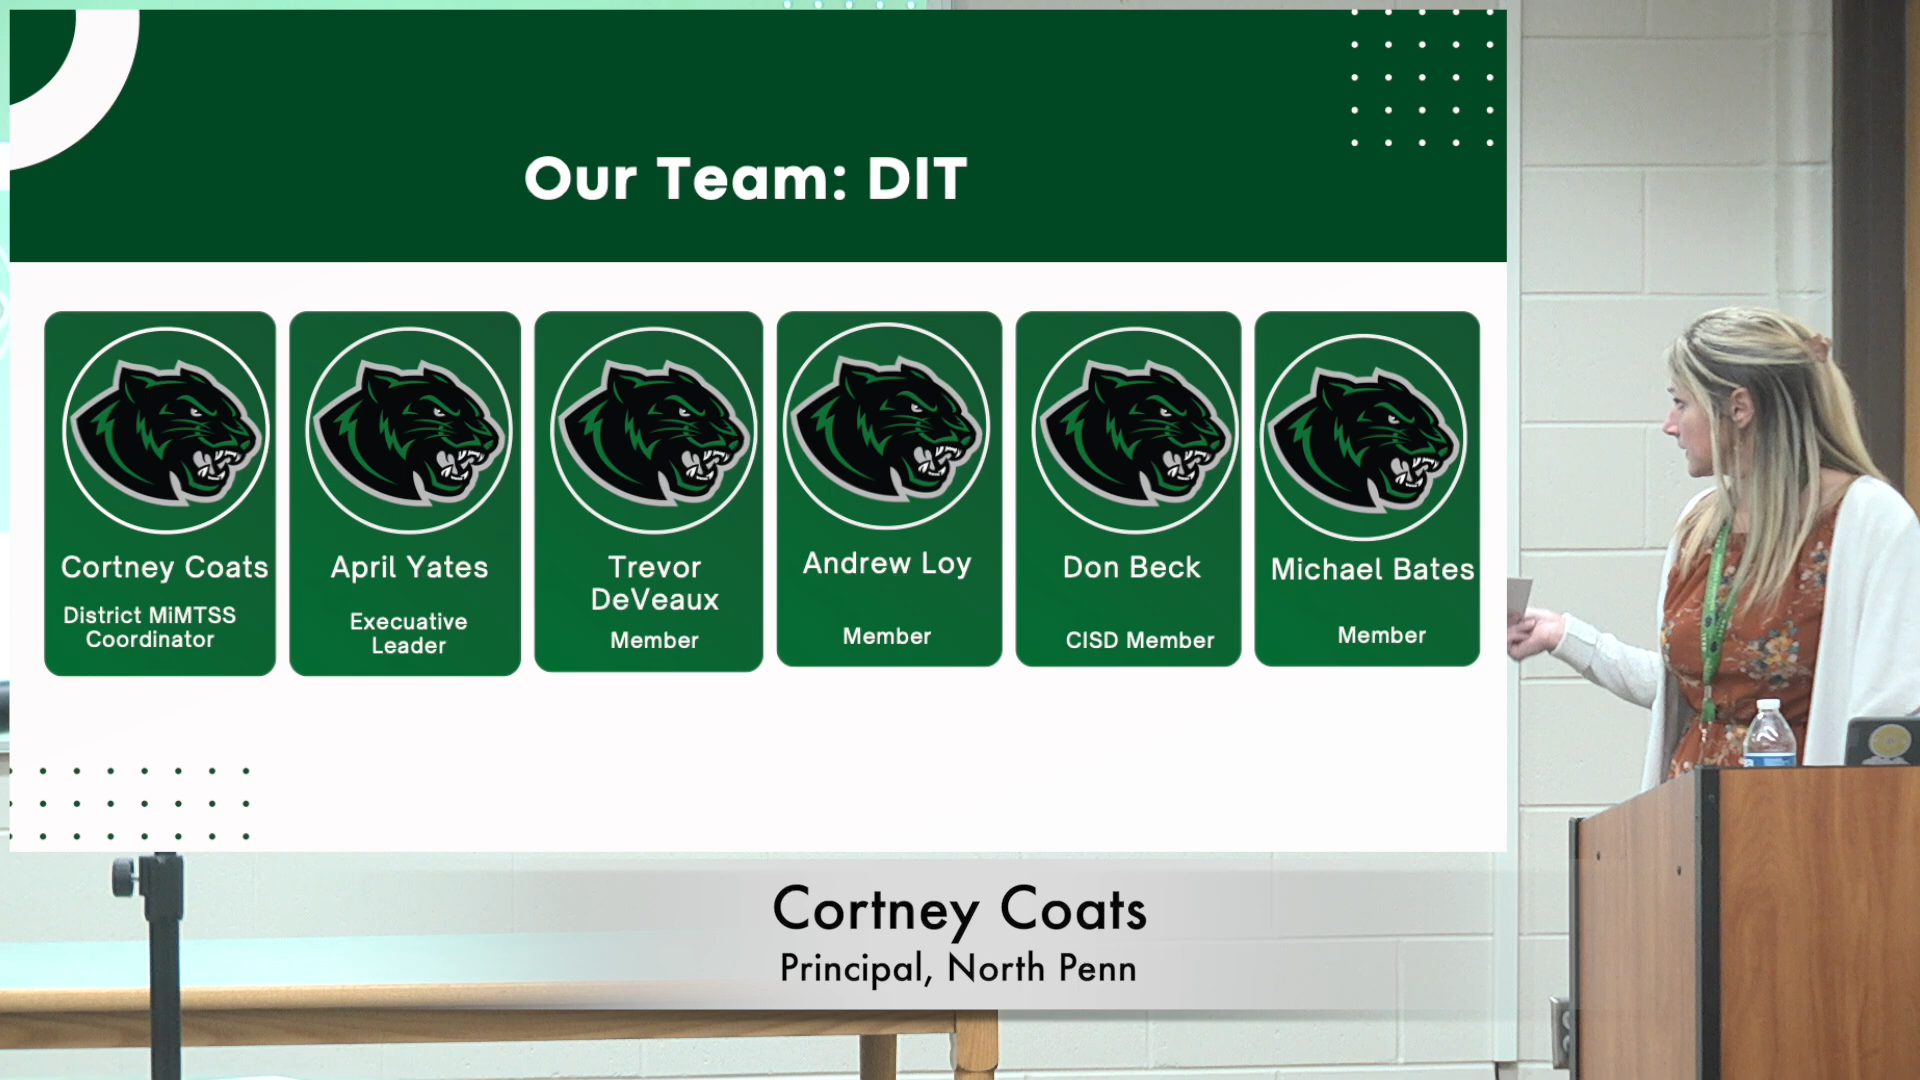 Our Team: DIT
Cortney Coats
District MiMTSS
Coordinator
April Yates
Executive
Leader
Trevor
DeVeaux
Member
Andrew Loy
Member
Don Beck
CISD Member
Michael Bates
Member
Cortney Coats
Principal, North Penn